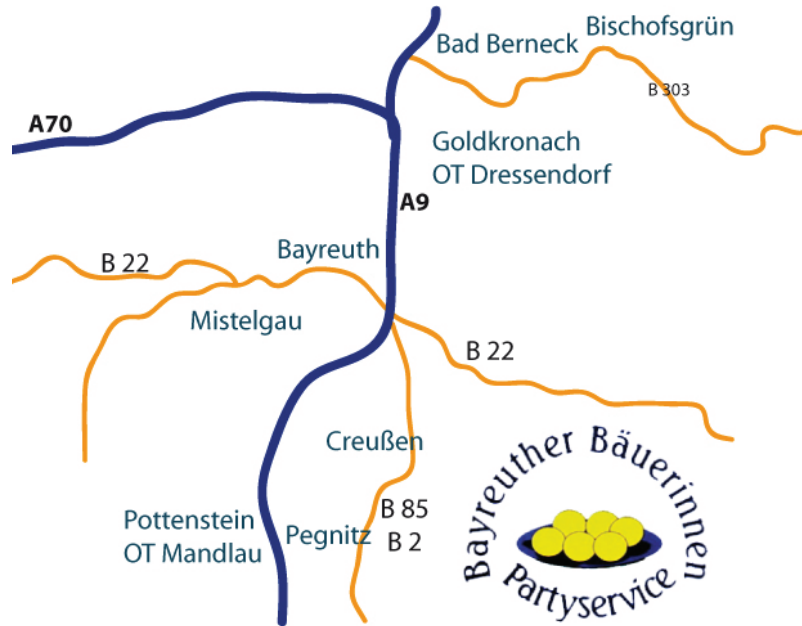 Bischofsgrün
Bad Berneck
B 303
A70
Goldkronach
OT Dressendorf
A9
Bayreuth
B 22
Mistelgau
B 22
Creußen
Bayreuther Bäuerinnen
Partyservice
B 85
B 2
Pegnitz
Pottenstein
OT Mandlau